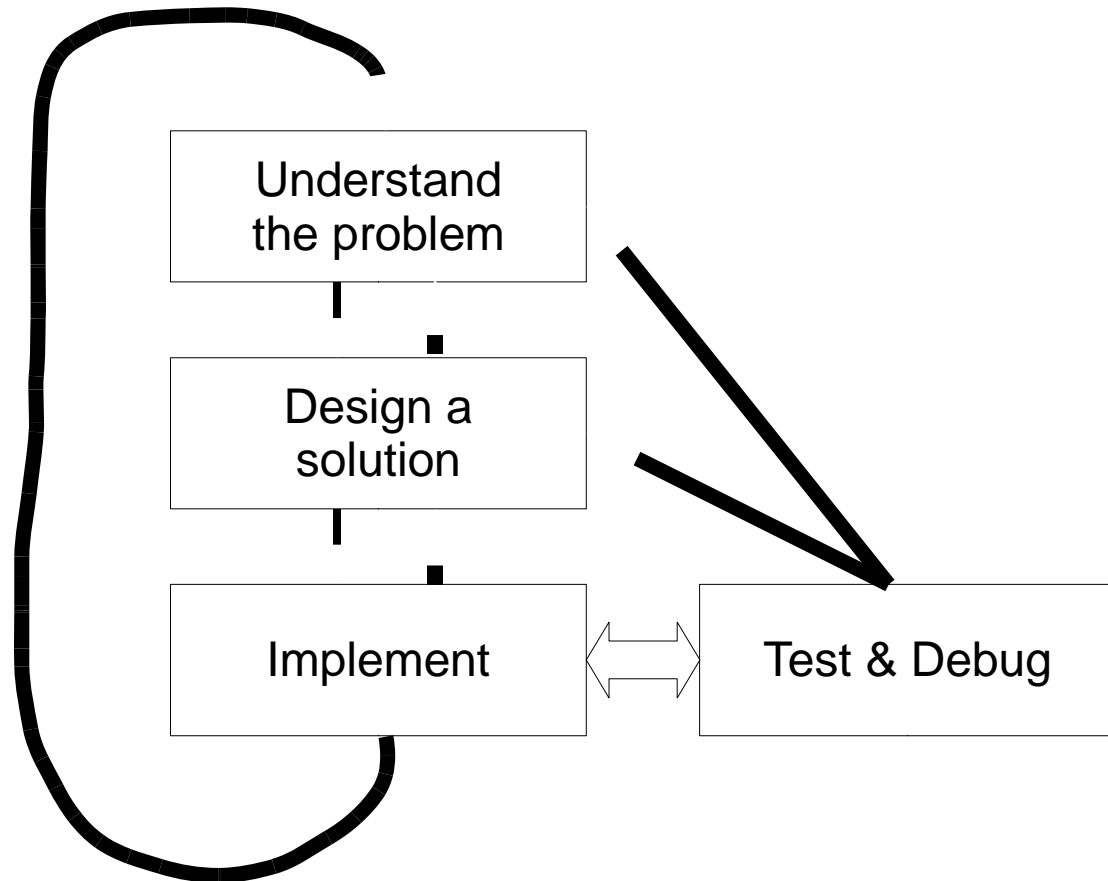 Understand
the problem
Design a
solution
Implement
Test & Debug